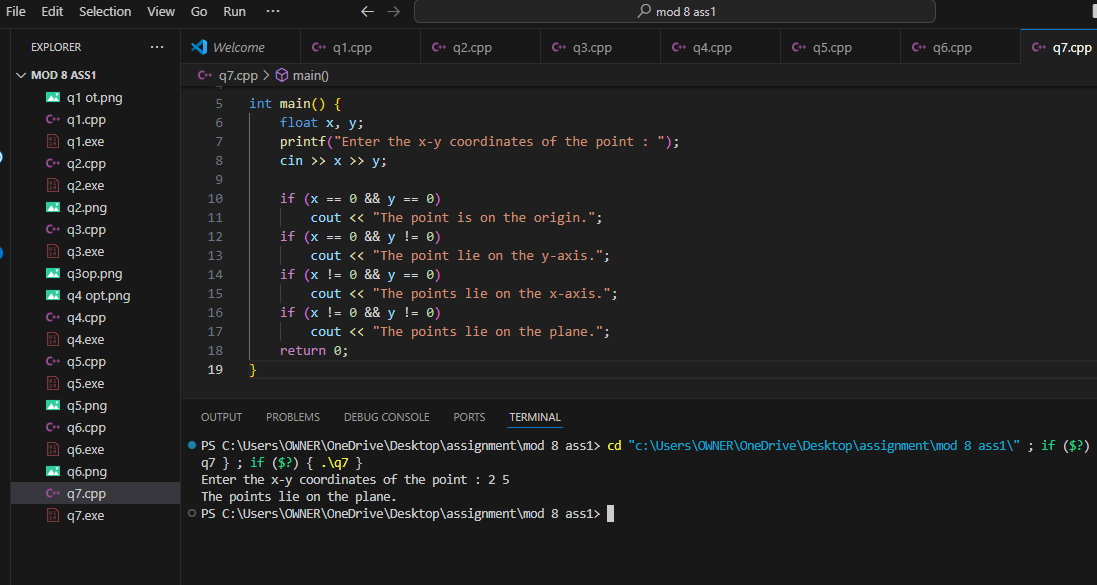 File Edit Selection View Go Run ··· ← → mod 8 ass1
EXPLORER ···
MOD 8 ASS1
q1 ot.png
q1.cpp
q1.exe
q2.cpp
q2.exe
q2.png
q3.cpp
q3.exe
q3op.png
q4 opt.png
q4.cpp
q4.exe
q5.cpp
q5.exe
q5.png
q6.cpp
q6.exe
q6.png
q7.cpp
q7.exe
Welcome q1.cpp q2.cpp q3.cpp q4.cpp q5.cpp q6.cpp q7.cpp
q7.cpp > main()
5 int main() {
6 float x, y;
7 printf("Enter the x-y coordinates of the point : ");
8 cin >> x >> y;
9
10 if (x == 0 && y == 0)
11 cout << "The point is on the origin.";
12 if (x == 0 && y != 0)
13 cout << "The point lie on the y-axis.";
14 if (x != 0 && y == 0)
15 cout << "The points lie on the x-axis.";
16 if (x != 0 && y != 0)
17 cout << "The points lie on the plane.";
18 return 0;
19 }
OUTPUT PROBLEMS DEBUG CONSOLE PORTS TERMINAL
PS C:\Users\OWNER\OneDrive\Desktop\assignment\mod 8 ass1> cd "c:\Users\OWNER\OneDrive\Desktop\assignment\mod 8 ass1\" ; if ($?)
q7 } ; if ($?) { .\q7 }
Enter the x-y coordinates of the point : 2 5
The points lie on the plane.
PS C:\Users\OWNER\OneDrive\Desktop\assignment\mod 8 ass1>